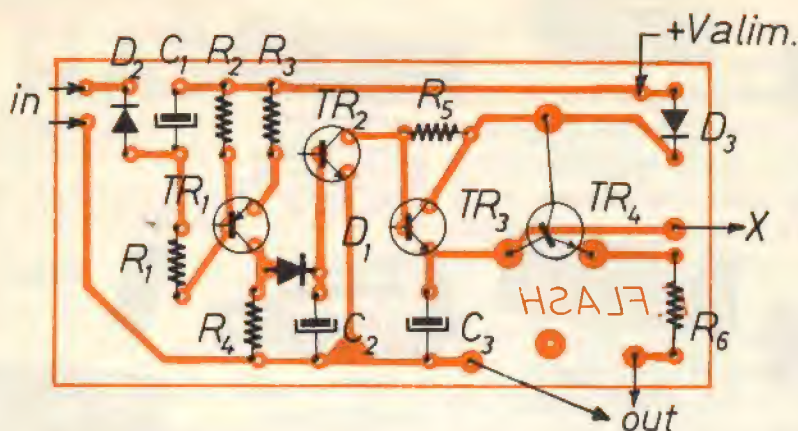 D2 C1 R2 R3 +Valim.
in TR2 R5 D3
TR1 D1 TR3 TR4 X
R1
FLASH
R4 C2 C3 R6
out